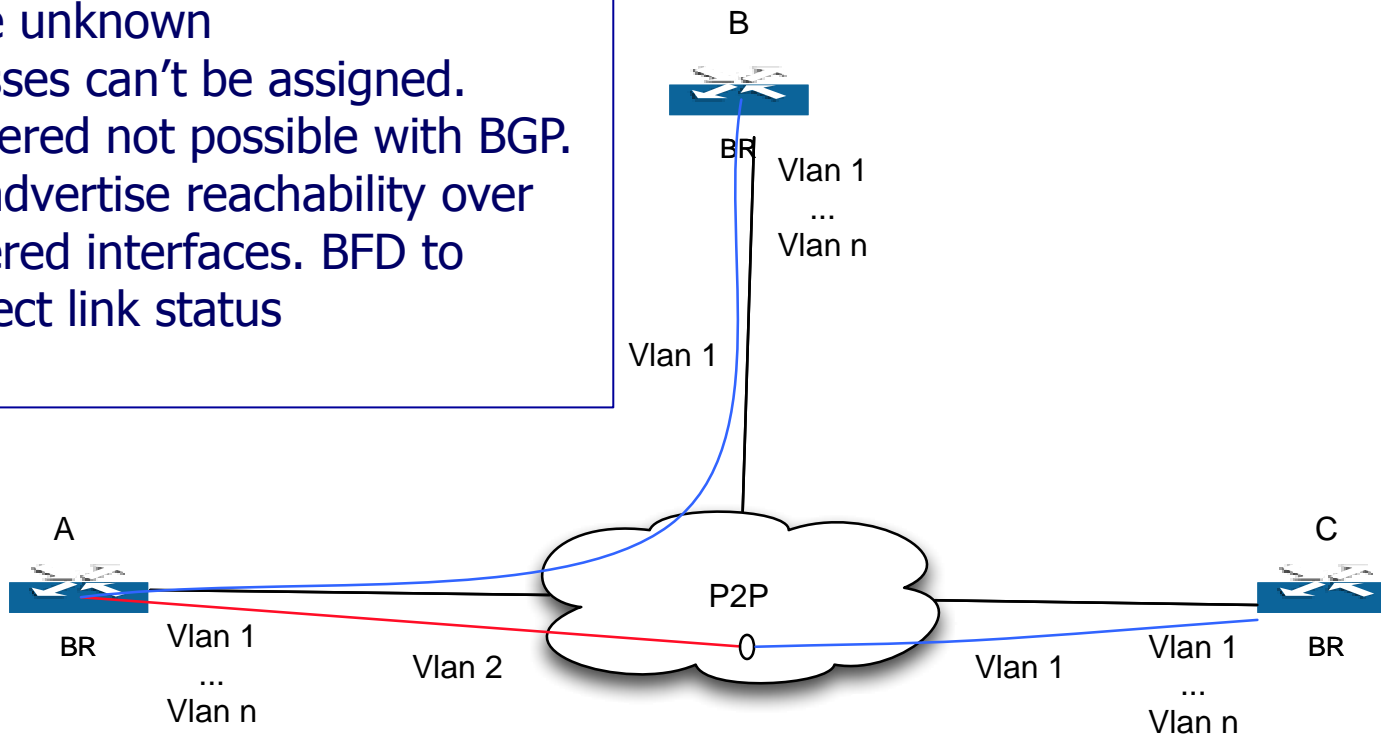 e unknown
sses can’t be assigned.
ered not possible with BGP.
advertise reachability over
ered interfaces. BFD to
ect link status
B
BR
Vlan 1
...
Vlan n
Vlan 1
A
BR
Vlan 1
...
Vlan n
Vlan 2
P2P
Vlan 1
C
Vlan 1
...
Vlan n
BR